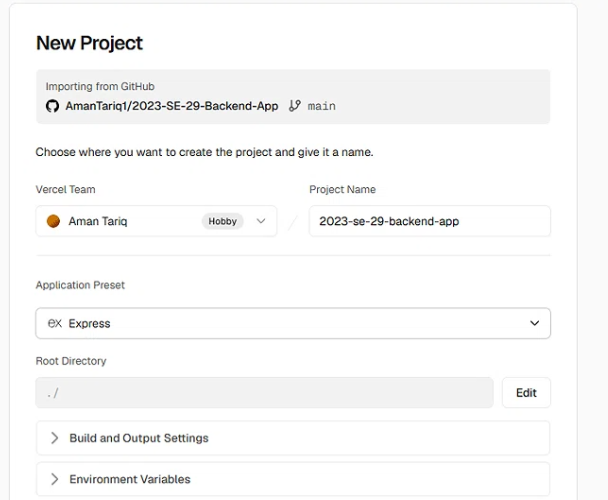 New Project
Importing from GitHub
AmanTariq1/2023-SE-29-Backend-App main
Choose where you want to create the project and give it a name.
Vercel Team
Project Name
Aman Tariq Hobby
/
2023-se-29-backend-app
Application Preset
ex Express
Root Directory
./
Edit
Build and Output Settings
Environment Variables